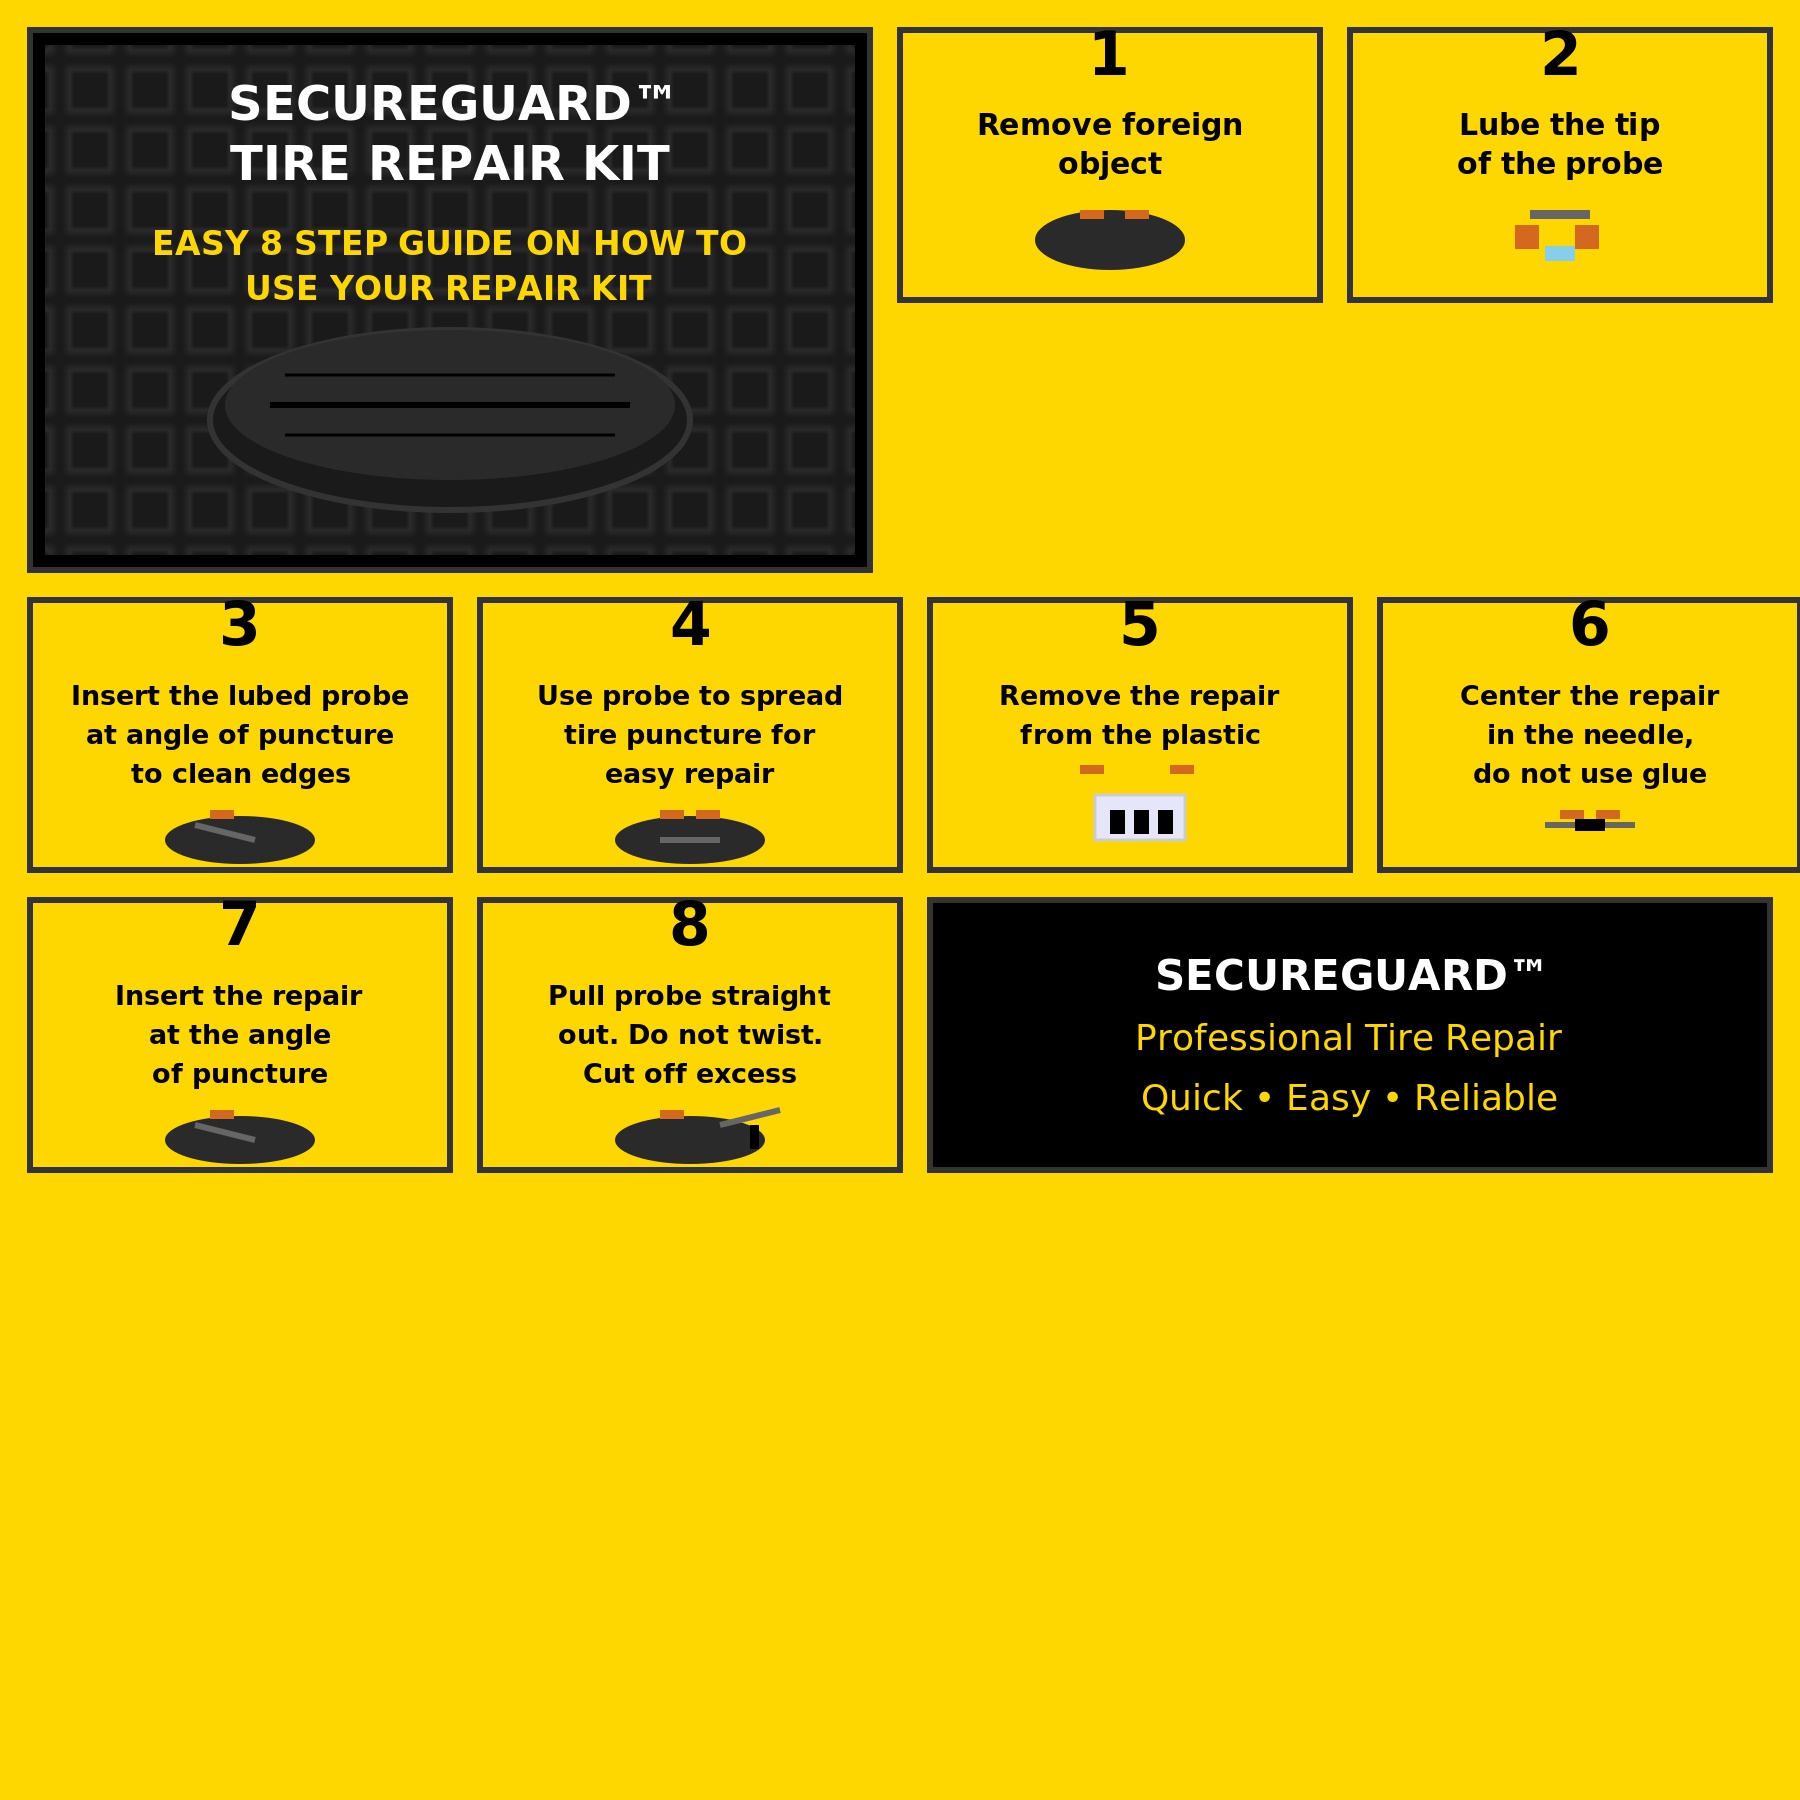 SECUREGUARD™
TIRE REPAIR KIT
EASY 8 STEP GUIDE ON HOW TO
USE YOUR REPAIR KIT
1
Remove foreign
object
2
Lube the tip
of the probe
3
Insert the lubed probe
at angle of puncture
to clean edges
4
Use probe to spread
tire puncture for
easy repair
5
Remove the repair
from the plastic
6
Center the repair
in the needle,
do not use glue
7
Insert the repair
at the angle
of puncture
8
Pull probe straight
out. Do not twist.
Cut off excess
SECUREGUARD™
Professional Tire Repair
Quick • Easy • Reliable